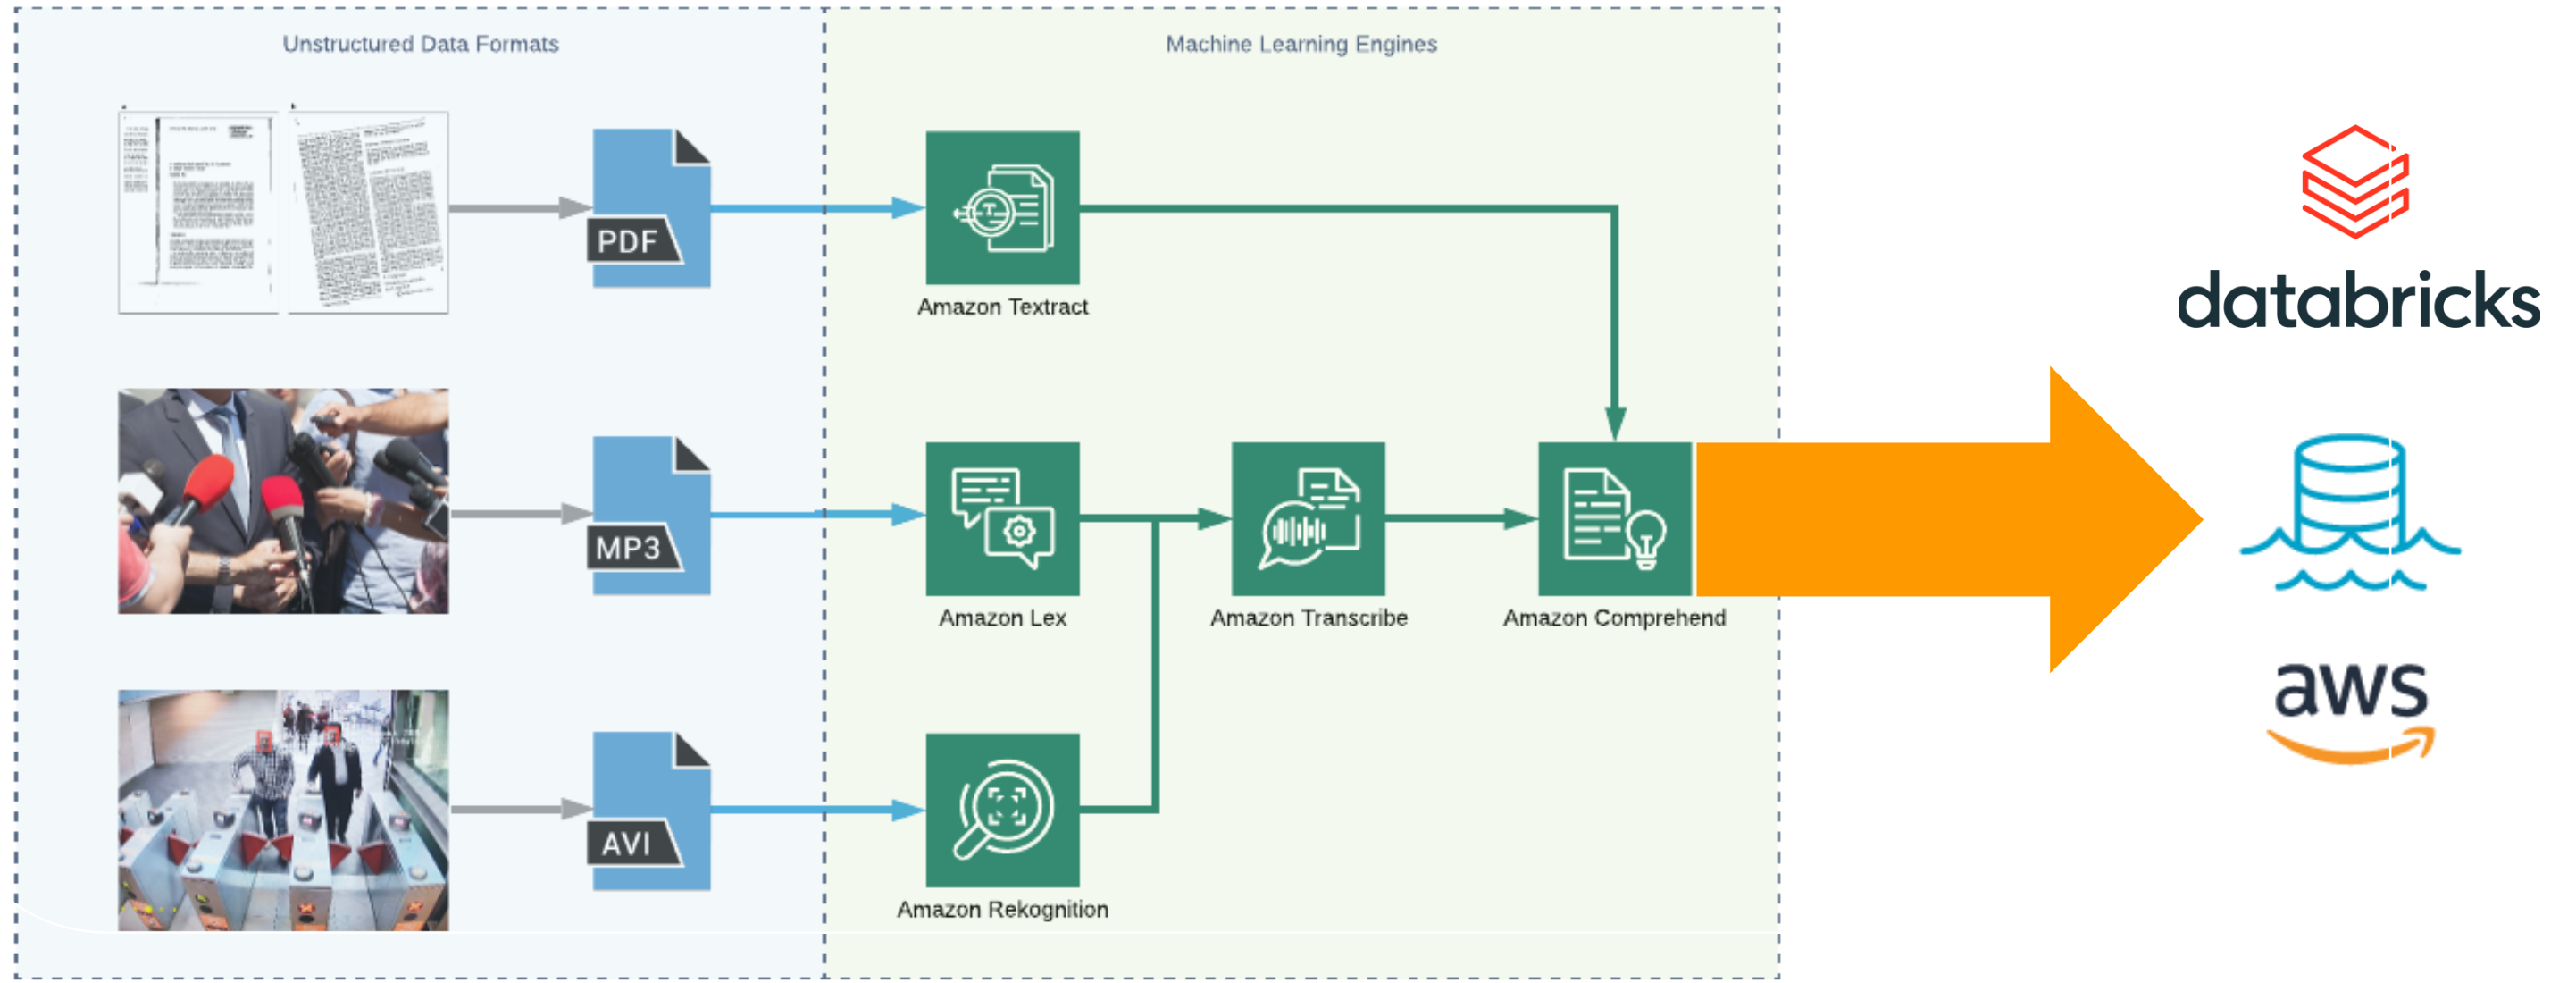 Unstructured Data Formats
Machine Learning Engines
PDF
Amazon Textract
databricks
MP3
Amazon Lex
Amazon Transcribe
Amazon Comprehend
aws
AVI
Amazon Rekognition